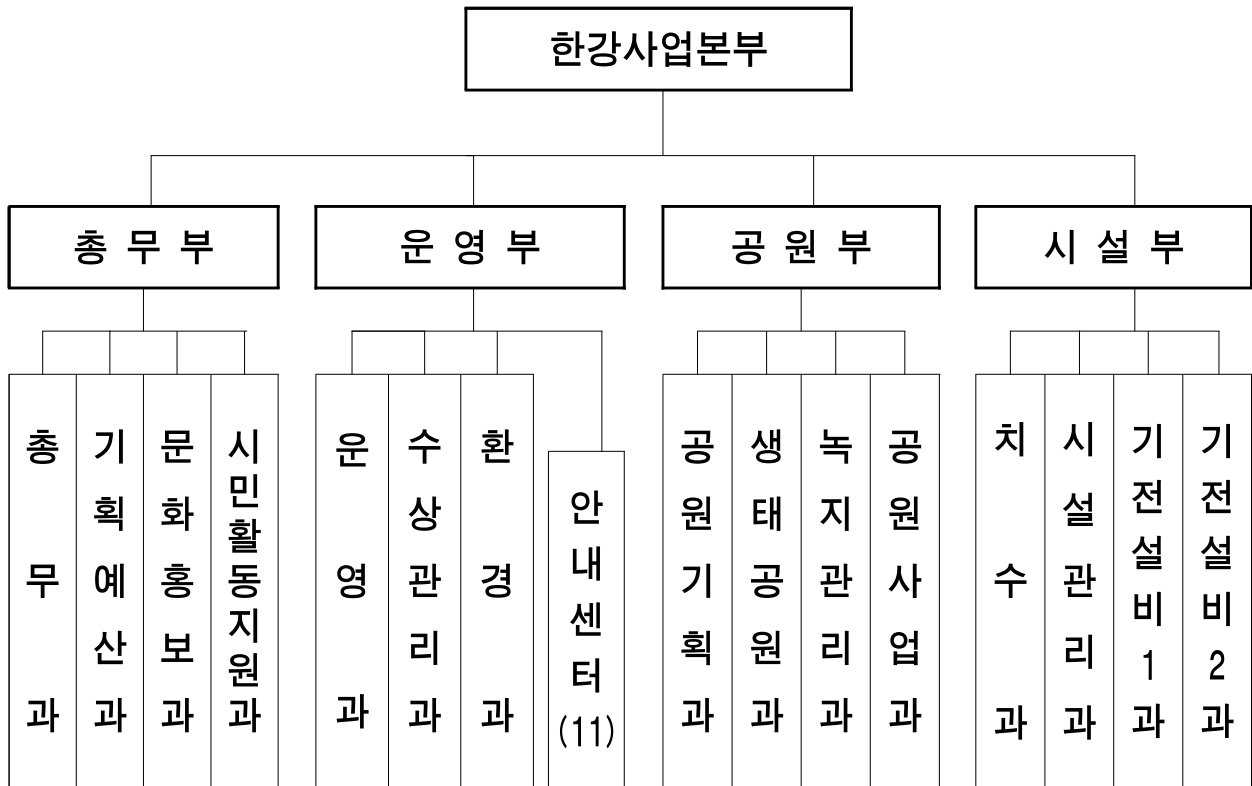 한강사업본부
총 무 부
운 영 부
공 원 부
시 설 부
총무과
기획예산과
문화홍보과
시민활동지원과
운영과
수상관리과
환경과
안내센터(11)
공원기획과
생태공원과
녹지관리과
공원사업과
치수과
시설관리과
기전설비1과
기전설비2과